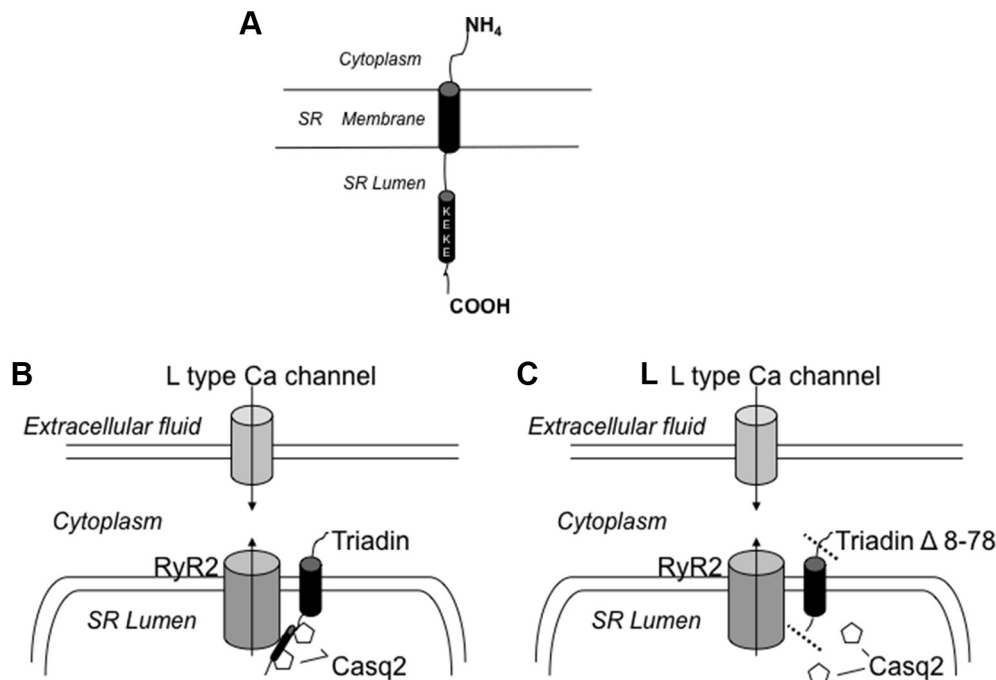 A
NH₄
Cytoplasm
SR Membrane
SR Lumen
K
E
K
E
COOH
B
L type Ca channel
Extracellular fluid
Cytoplasm
Triadin
RyR2
SR Lumen
Casq2
C
L L type Ca channel
Extracellular fluid
Cytoplasm
Triadin Δ 8-78
RyR2
SR Lumen
Casq2